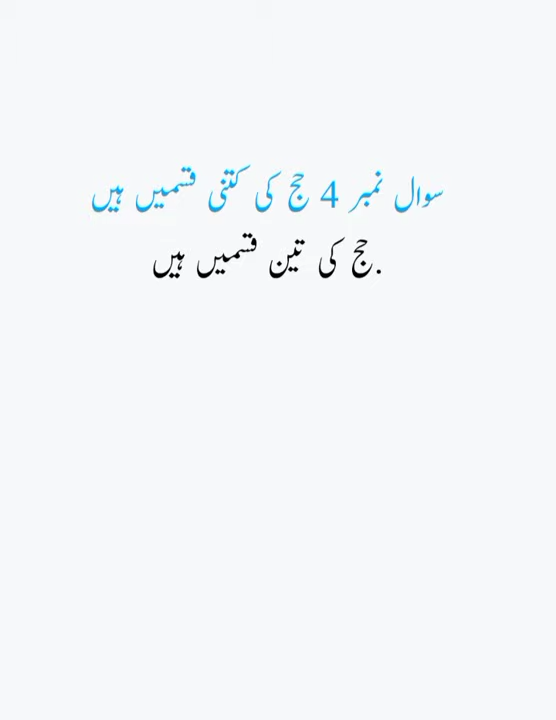 سوال نمبر 4 حج کی کتنی قسمیں ہیں
حج کی تین قسمیں ہیں.